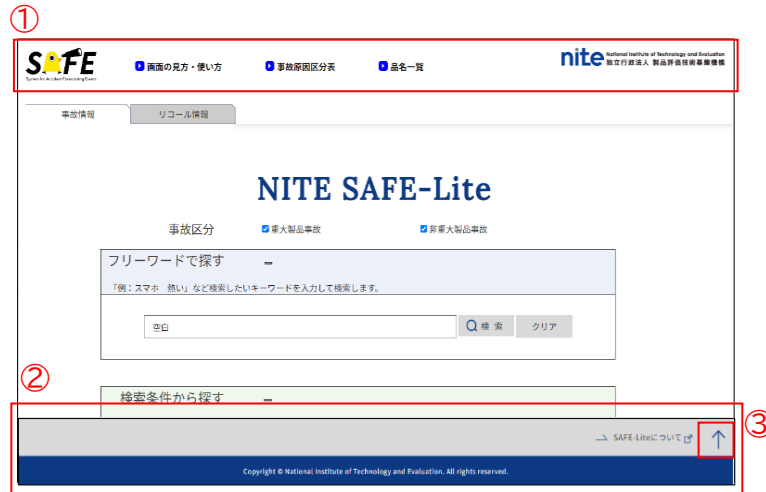 ①
SAFE
System for Accident Forecasting Events
画面の見方・使い方
事故原因区分表
品名一覧
nite National Institute of Technology and Evaluation
独立行政法人 製品評価技術基盤機構
事故情報
リコール情報
NITE SAFE-Lite
事故区分
重大製品事故
非重大製品事故
フリーワードで探す
「例：スマホ　熱い」など検索したいキーワードを入力して検索します。
空白
検 索
クリア
②
検索条件から探す
③
SAFE-Liteについて
Copyright © National Institute of Technology and Evaluation. All rights reserved.